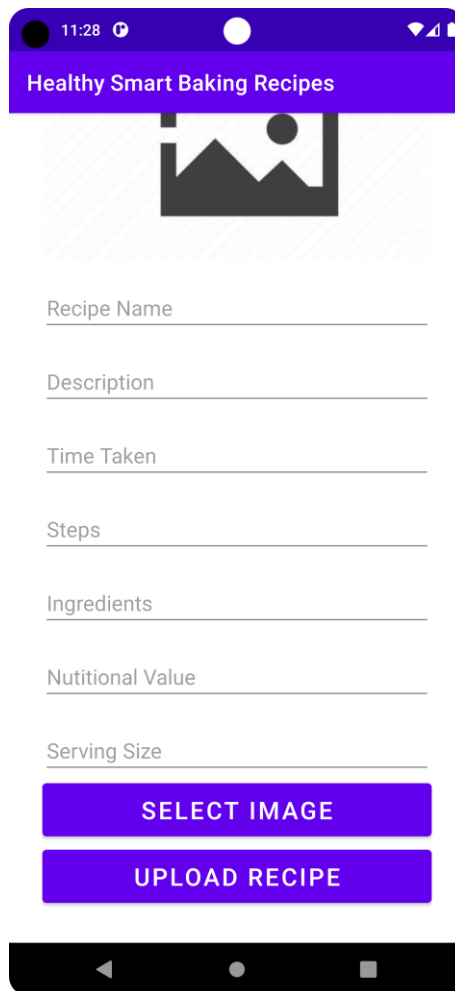 11:28
Healthy Smart Baking Recipes
Recipe Name
Description
Time Taken
Steps
Ingredients
Nutitional Value
Serving Size
SELECT IMAGE
UPLOAD RECIPE